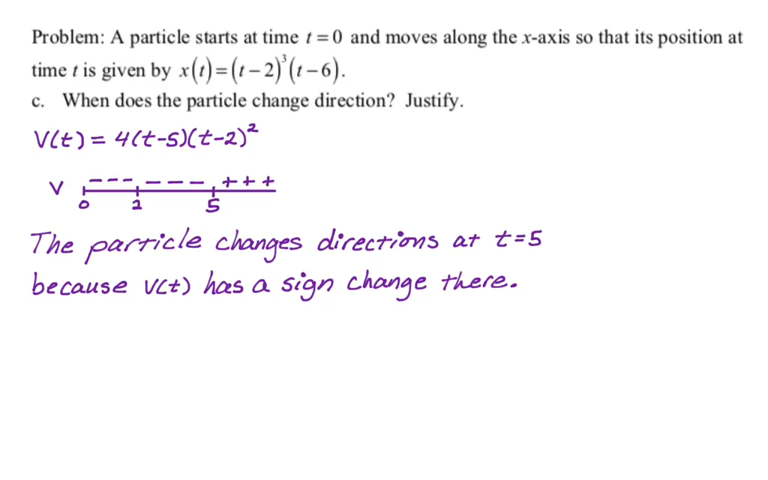 Problem: A particle starts at time t = 0 and moves along the x-axis so that its position at
time t is given by x(t) = (t − 2)³(t − 6).
c. When does the particle change direction? Justify.
V(t) = 4(t-5)(t-2)²
V - - - - - - + + +
0 2 5
The particle changes directions at t=5
because v(t) has a sign change there.